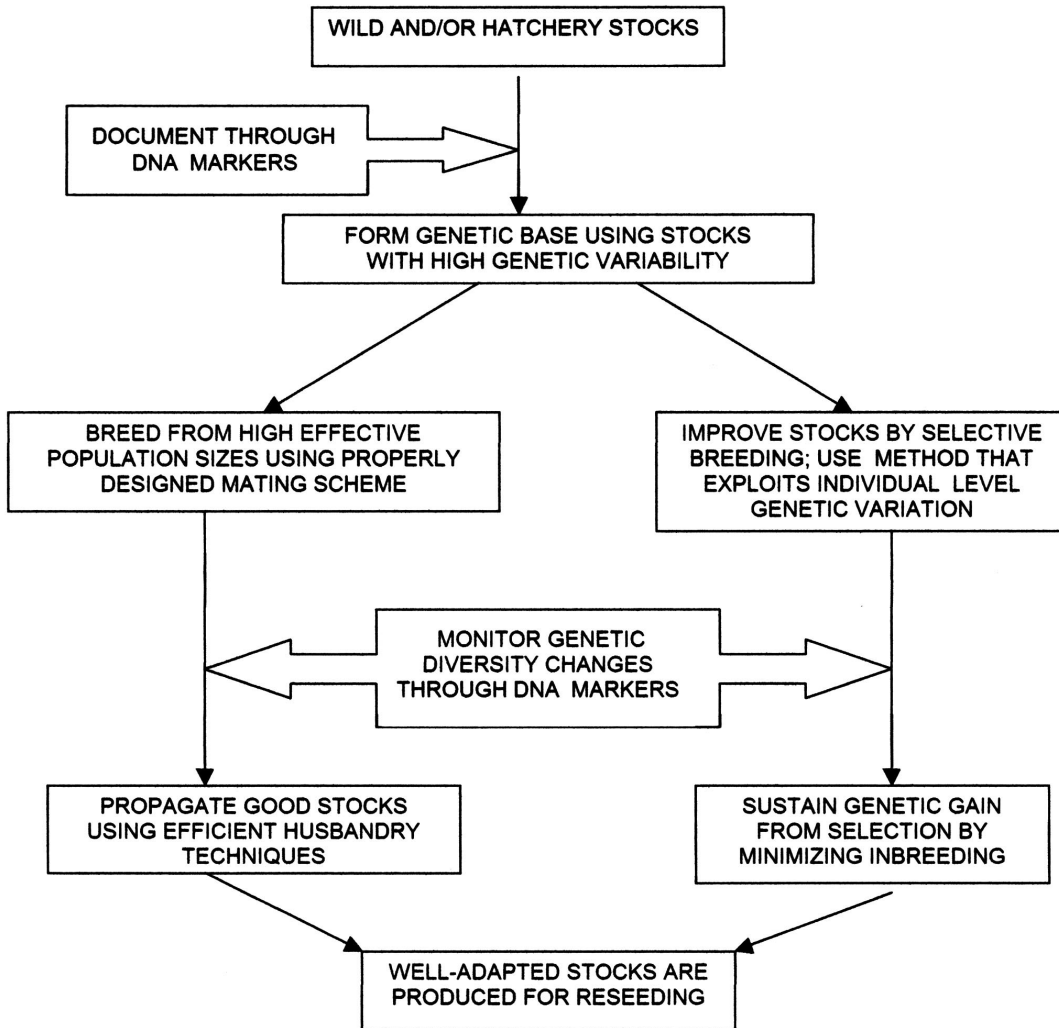 WILD AND/OR HATCHERY STOCKS
DOCUMENT THROUGH
DNA MARKERS
FORM GENETIC BASE USING STOCKS
WITH HIGH GENETIC VARIABILITY
BREED FROM HIGH EFFECTIVE
POPULATION SIZES USING PROPERLY
DESIGNED MATING SCHEME
IMPROVE STOCKS BY SELECTIVE
BREEDING; USE METHOD THAT
EXPLOITS INDIVIDUAL LEVEL
GENETIC VARIATION
MONITOR GENETIC
DIVERSITY CHANGES
THROUGH DNA MARKERS
PROPAGATE GOOD STOCKS
USING EFFICIENT HUSBANDRY
TECHNIQUES
SUSTAIN GENETIC GAIN
FROM SELECTION BY
MINIMIZING INBREEDING
WELL-ADAPTED STOCKS ARE
PRODUCED FOR RESEEDING